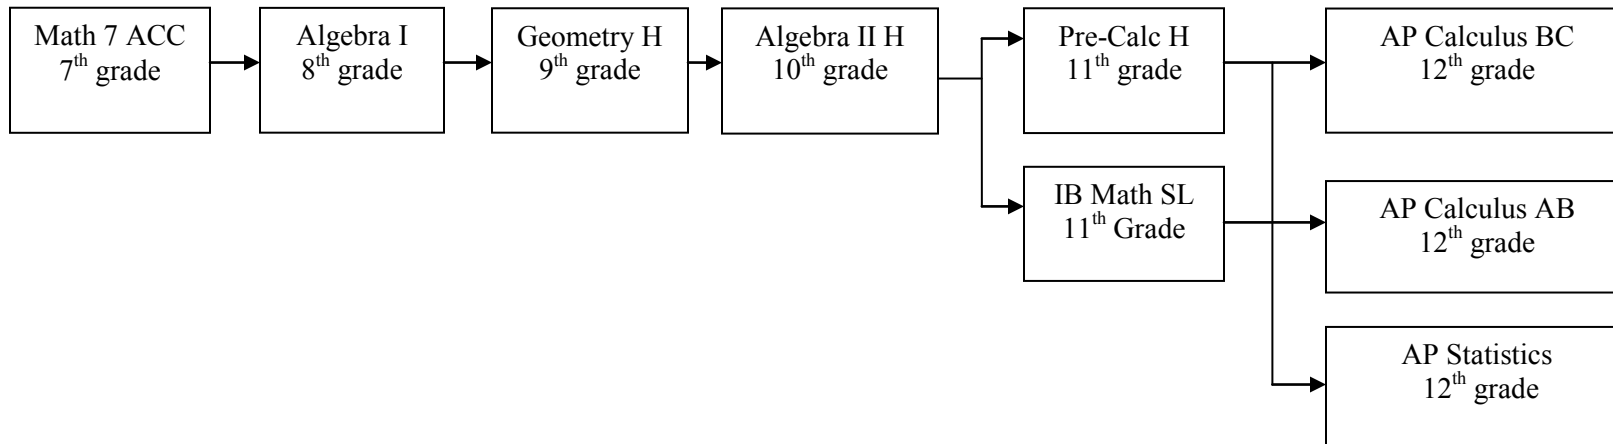 Math 7 ACC
7th grade
Algebra I
8th grade
Geometry H
9th grade
Algebra II H
10th grade
Pre-Calc H
11th grade
AP Calculus BC
12th grade
IB Math SL
11th Grade
AP Calculus AB
12th grade
AP Statistics
12th grade